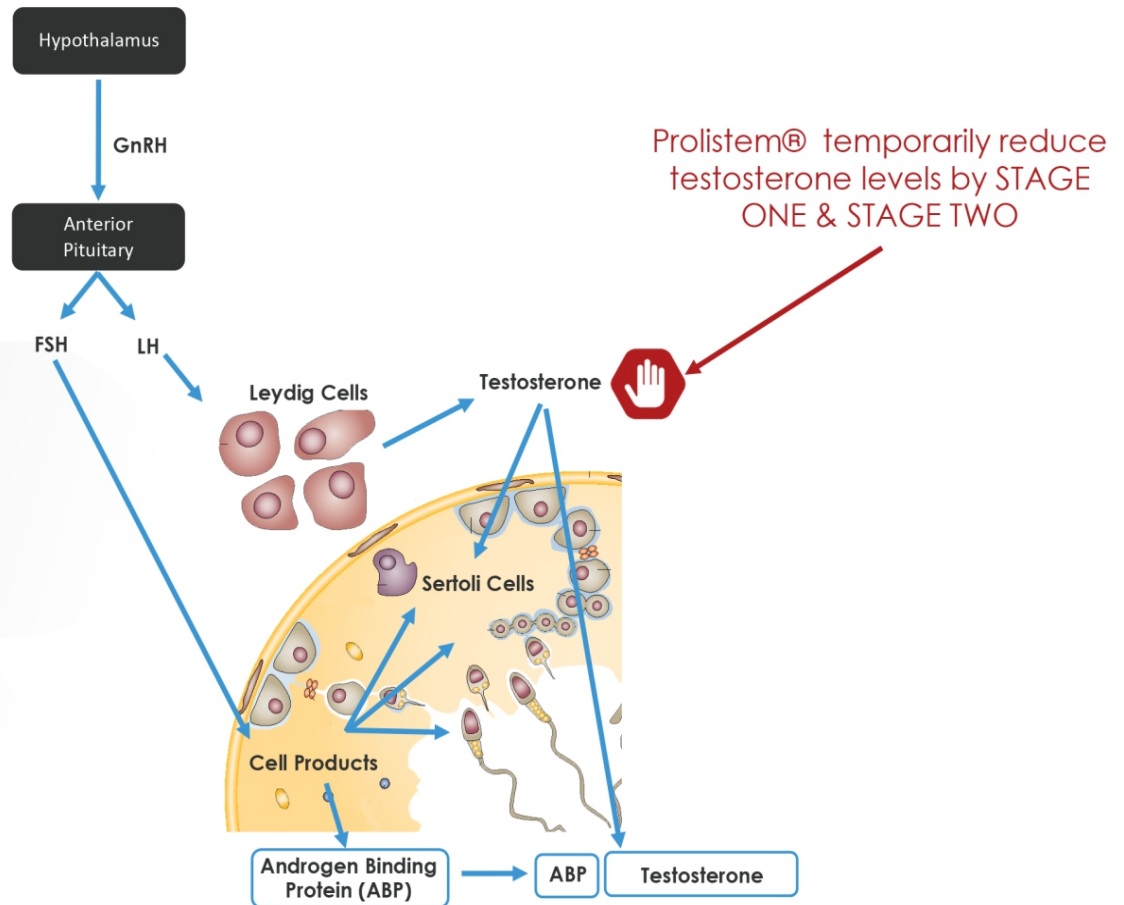 Hypothalamus
GnRH
Prolistem® temporarily reduce
testosterone levels by STAGE
ONE & STAGE TWO
Anterior
Pituitary
FSH
LH
Leydig Cells
Testosterone
Sertoli Cells
Cell Products
Androgen Binding
Protein (ABP)
ABP
Testosterone